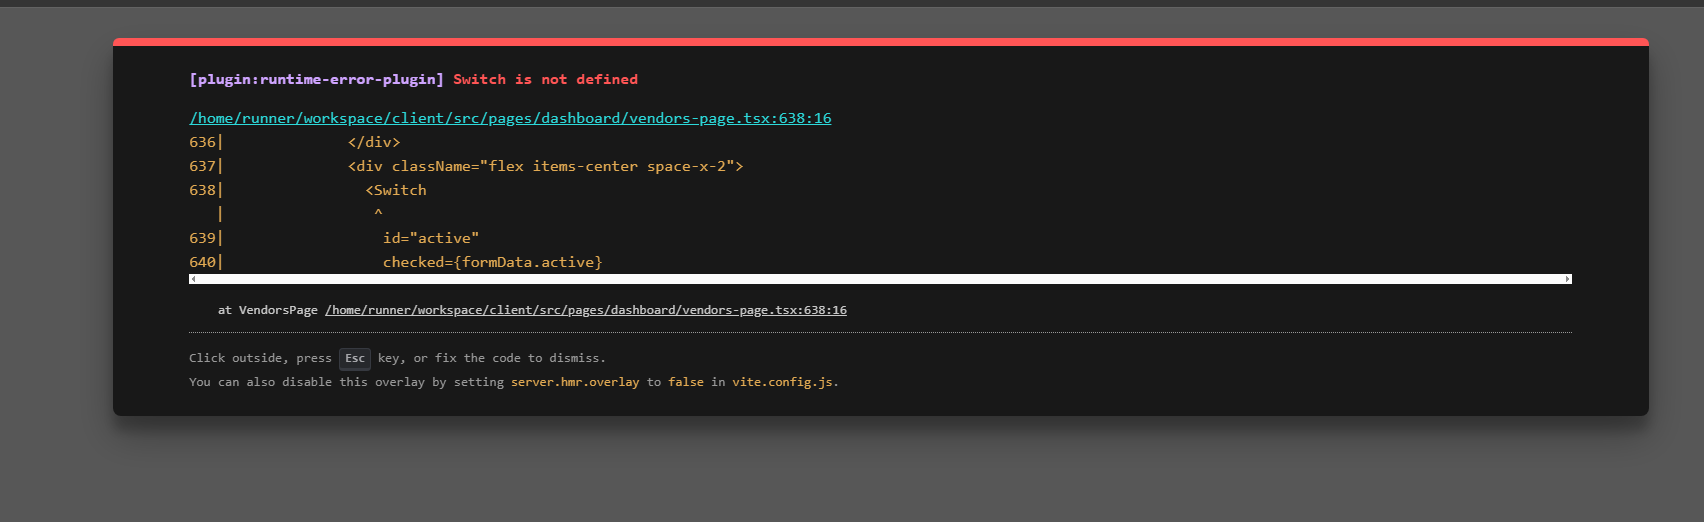 [plugin:runtime-error-plugin] Switch is not defined
/home/runner/workspace/client/src/pages/dashboard/vendors-page.tsx:638:16
636|              </div>
637|              <div className="flex items-center space-x-2">
638|                <Switch
   |                 ^
639|                  id="active"
640|                  checked={formData.active}
at VendorsPage /home/runner/workspace/client/src/pages/dashboard/vendors-page.tsx:638:16
Click outside, press Esc key, or fix the code to dismiss.
You can also disable this overlay by setting server.hmr.overlay to false in vite.config.js.